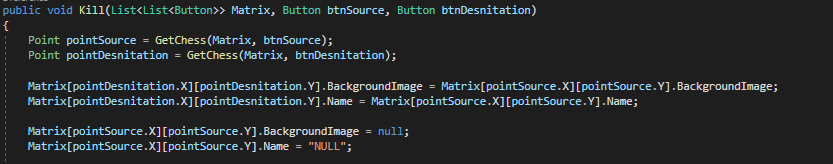 public void Kill(List<List<Button>> Matrix, Button btnSource, Button btnDesnitation)
{
Point pointSource = GetChess(Matrix, btnSource);
Point pointDesnitation = GetChess(Matrix, btnDesnitation);
Matrix[pointDesnitation.X][pointDesnitation.Y].BackgroundImage = Matrix[pointSource.X][pointSource.Y].BackgroundImage;
Matrix[pointDesnitation.X][pointDesnitation.Y].Name = Matrix[pointSource.X][pointSource.Y].Name;
Matrix[pointSource.X][pointSource.Y].BackgroundImage = null;
Matrix[pointSource.X][pointSource.Y].Name = "NULL";